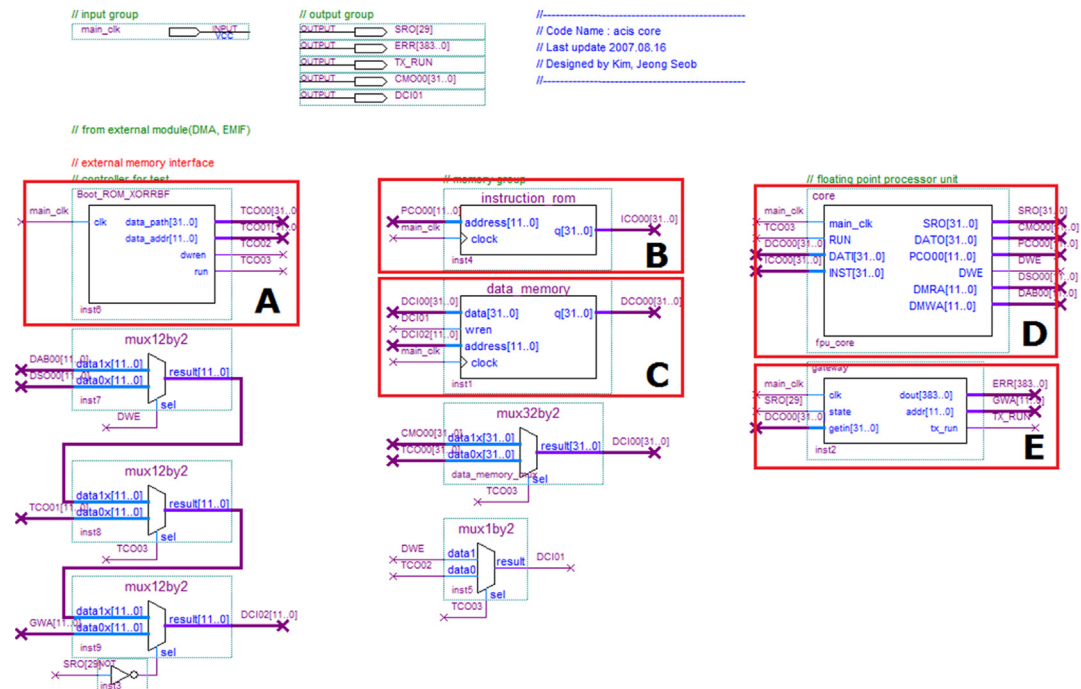 // input group
main_clk
INPUT
VCC
// output group
OUTPUT SRO[29]
OUTPUT ERR[383..0]
OUTPUT TX_RUN
OUTPUT CMO00[31..0]
OUTPUT DCI01
//
// Code Name : acis core
// Last update 2007.08.16
// Designed by Kim, Jeong Seob
//
// from external module(DMA, EMIF)
// external memory interface
// controller for test
Boot_ROM_XORRBF
main_clk
clk
data_path[31..0]
data_addr[11..0]
dwren
run
TCO00[31..0]
TCO01[11..0]
TCO02
TCO03
inst6
A
mux12by2
DAB00[11..0]
DSO00[11..0]
data1x[11..0]
data0x[11..0]
result[11..0]
sel
inst7
DWE
mux12by2
data1x[11..0]
TCO01[11..0]
data0x[11..0]
result[11..0]
sel
inst8
TCO03
mux12by2
data1x[11..0]
GWA[11..0]
data0x[11..0]
result[11..0]
DCI02[11..0]
sel
inst9
SRO[29]
NOT
inst3
// memory group
instruction_rom
PCO00[11..0]
main_clk
address[11..0]
clock
q[31..0]
ICO00[31..0]
inst4
B
data_memory
DCI00[31..0]
DCI01
DCI02[11..0]
main_clk
data[31..0]
wren
address[11..0]
clock
q[31..0]
DCO00[31..0]
inst1
C
mux32by2
CMO00[31..0]
TCO00[31..0]
data1x[31..0]
data0x[31..0]
result[31..0]
DCI00[31..0]
data_memory_mux
sel
TCO03
mux1by2
DWE
TCO02
data1
data0
result
DCI01
inst5
sel
TCO03
// floating point processor unit
core
main_clk
TCO03
DCO00[31..0]
ICO00[31..0]
main_clk
RUN
DATI[31..0]
INST[31..0]
SRO[31..0]
DATO[31..0]
PCO00[11..0]
DWE
DMRA[11..0]
DMWA[11..0]
SRO[31..0]
CMO00[31..0]
PCO00[11..0]
DWE
DSO00[11..0]
DAB00[11..0]
fpu_core
D
gateway
main_clk
SRO[29]
DCO00[31..0]
clk
state
getin[31..0]
dout[383..0]
addr[11..0]
tx_run
ERR[383..0]
GWA[11..0]
TX_RUN
inst2
E